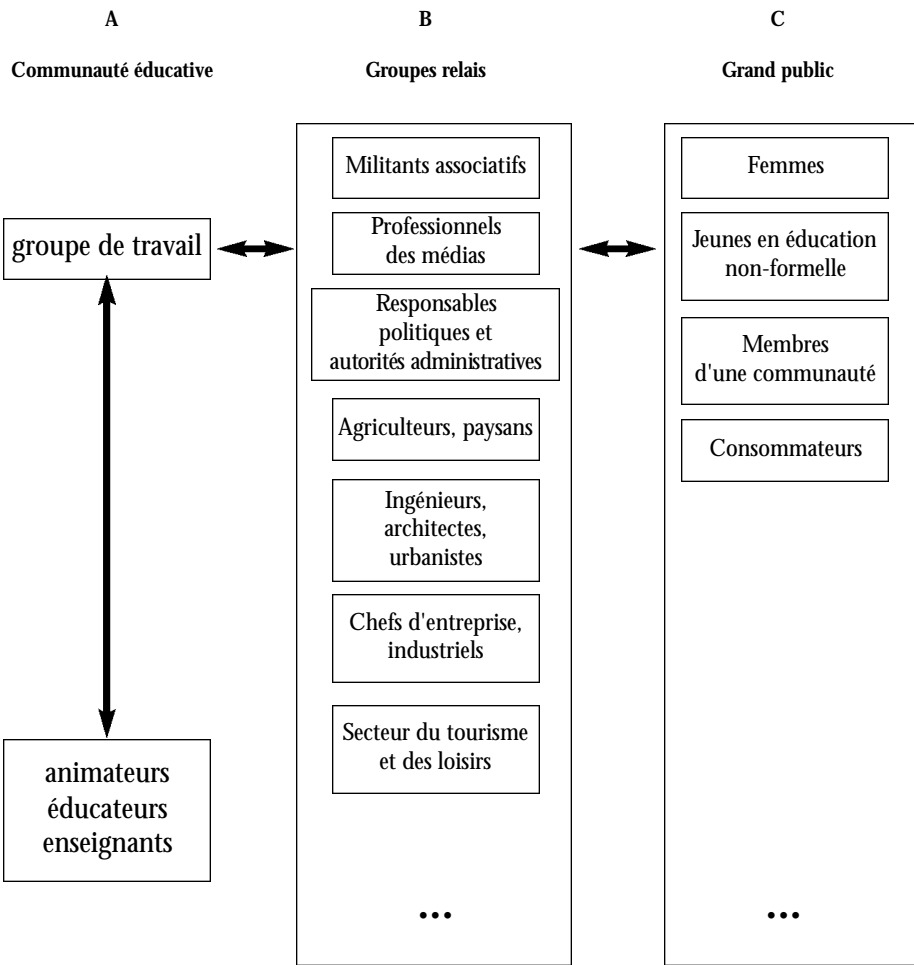 A
Communauté éducative
groupe de travail
animateurs
éducateurs
enseignants
B
Groupes relais
Militants associatifs
Professionnels
des médias
Responsables
politiques et
autorités administratives
Agriculteurs, paysans
Ingénieurs,
architectes,
urbanistes
Chefs d'entreprise,
industriels
Secteur du tourisme
et des loisirs
...
C
Grand public
Femmes
Jeunes en éducation
non-formelle
Membres
d'une communauté
Consommateurs
...